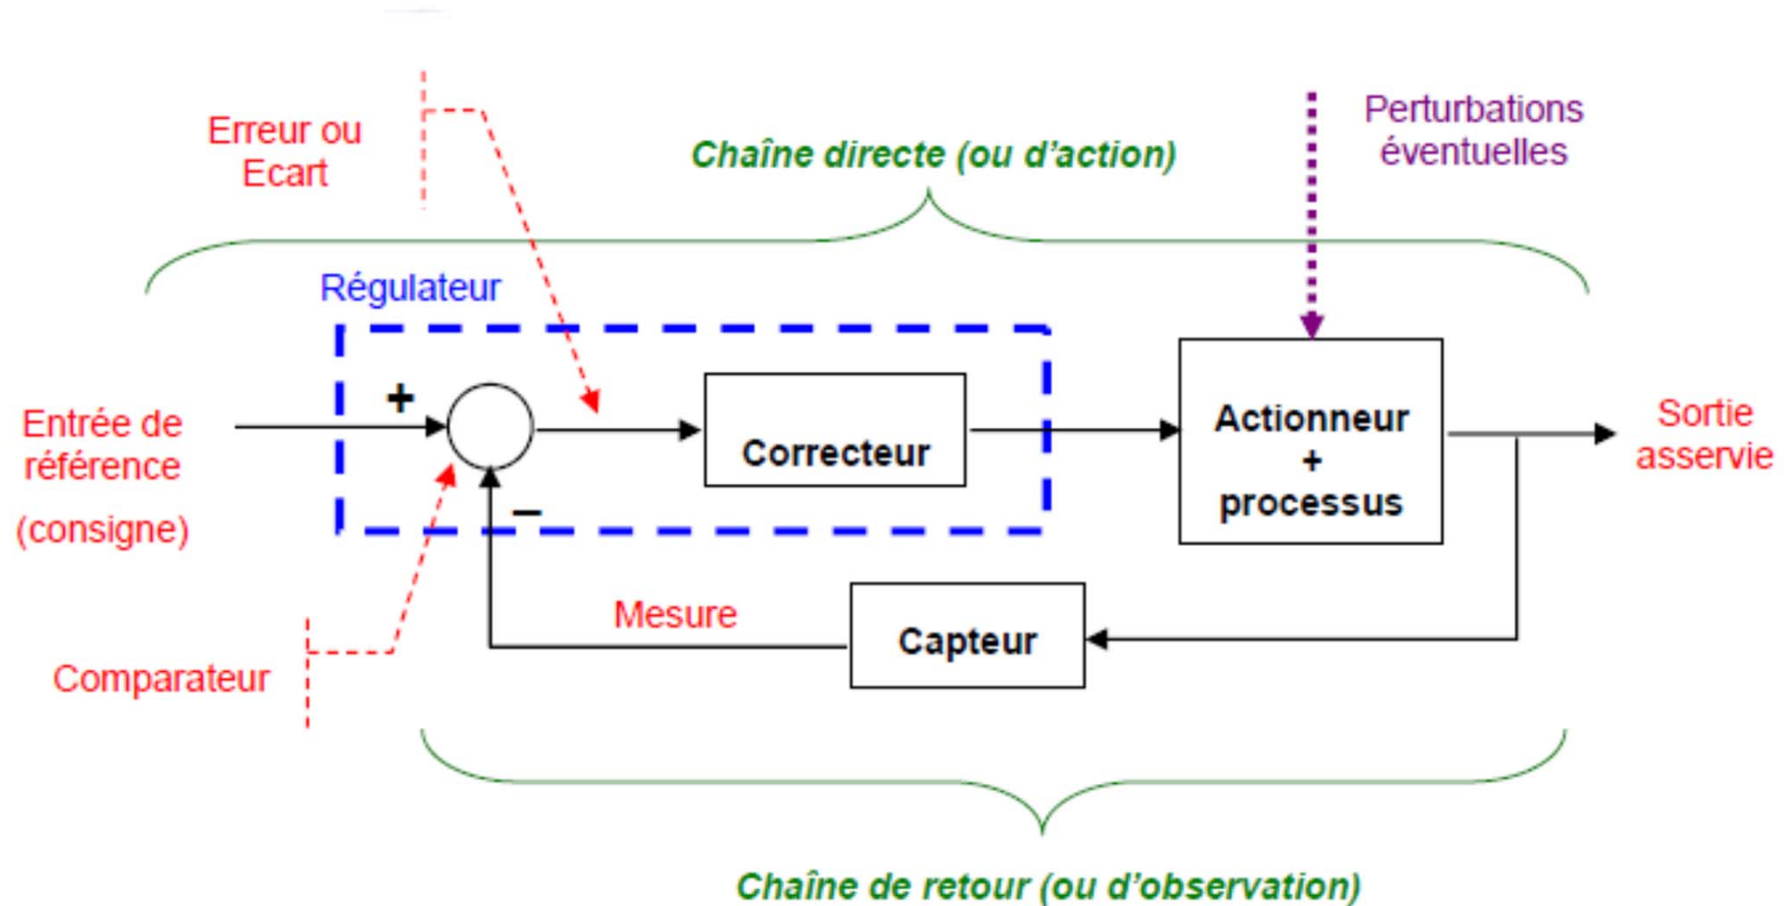 Erreur ou
Ecart
Chaîne directe (ou d'action)
Perturbations
éventuelles
Régulateur
+
Entrée de
référence
(consigne)
Correcteur
Actionneur
+
processus
Sortie
asservie
–
Mesure
Capteur
Comparateur
Chaîne de retour (ou d'observation)